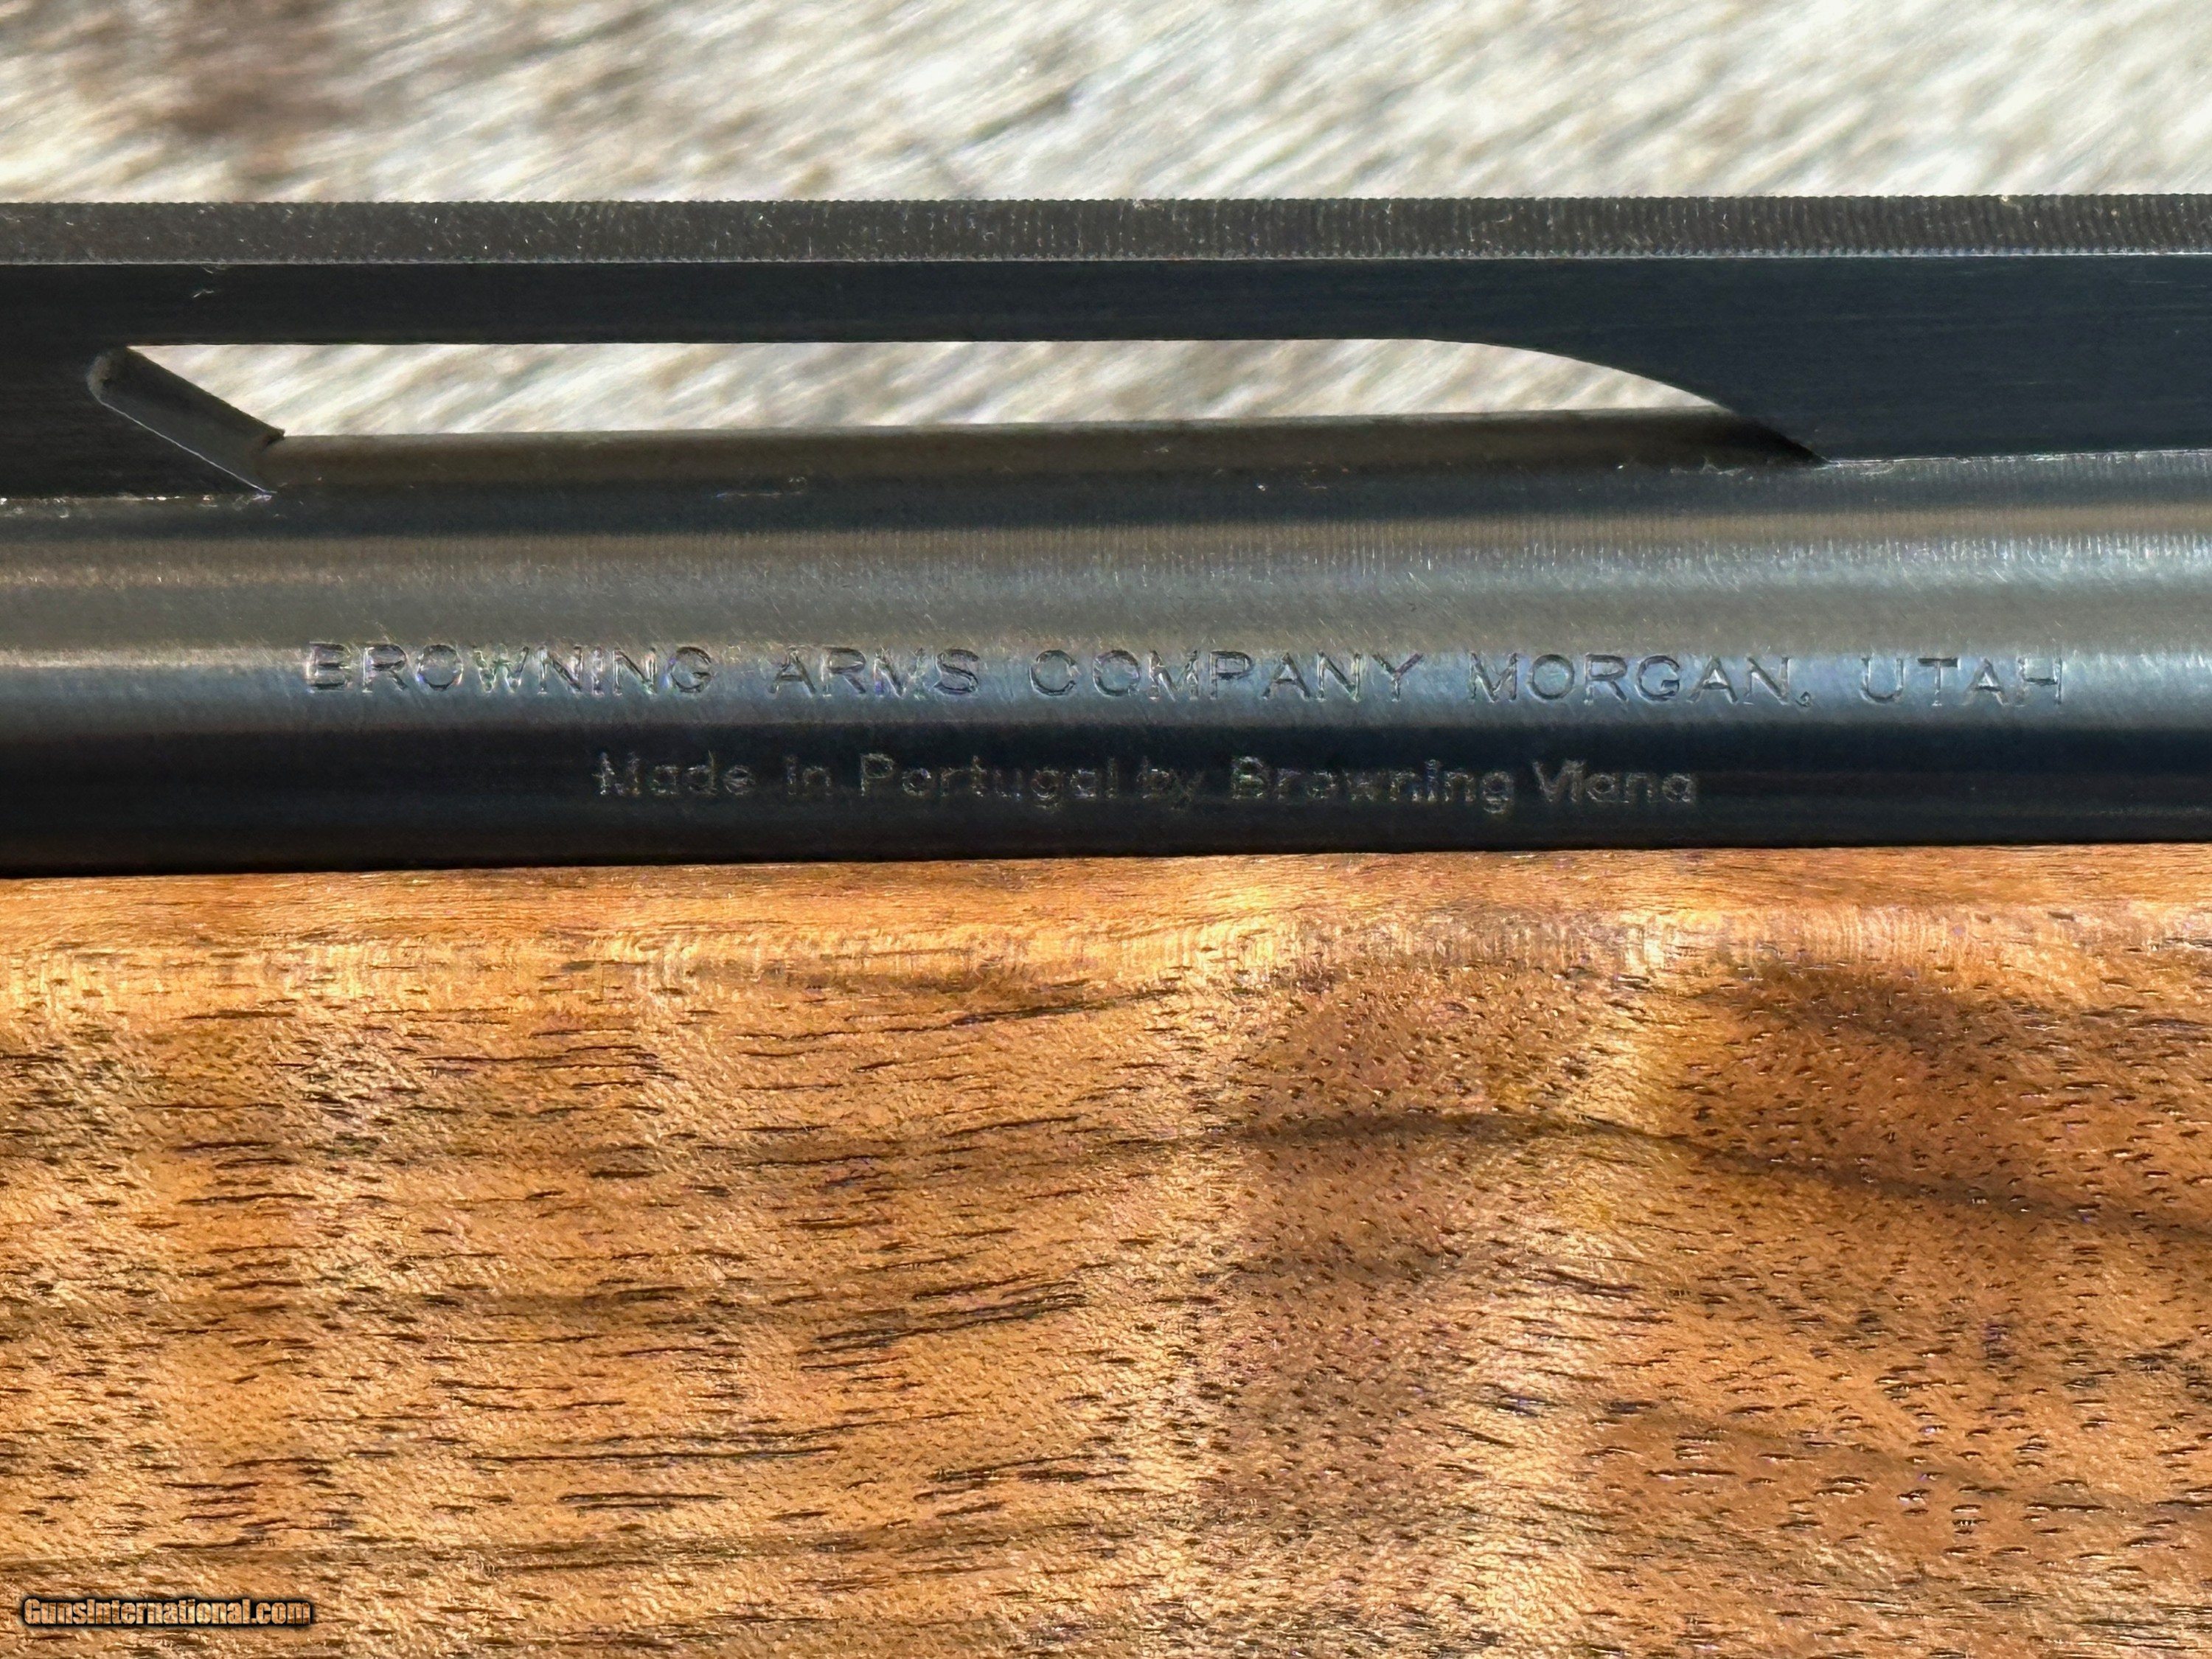 BROWNING ARMS COMPANY MORGAN, UTAH
Made in Portugal by Browning Viana
GunsInternational.com